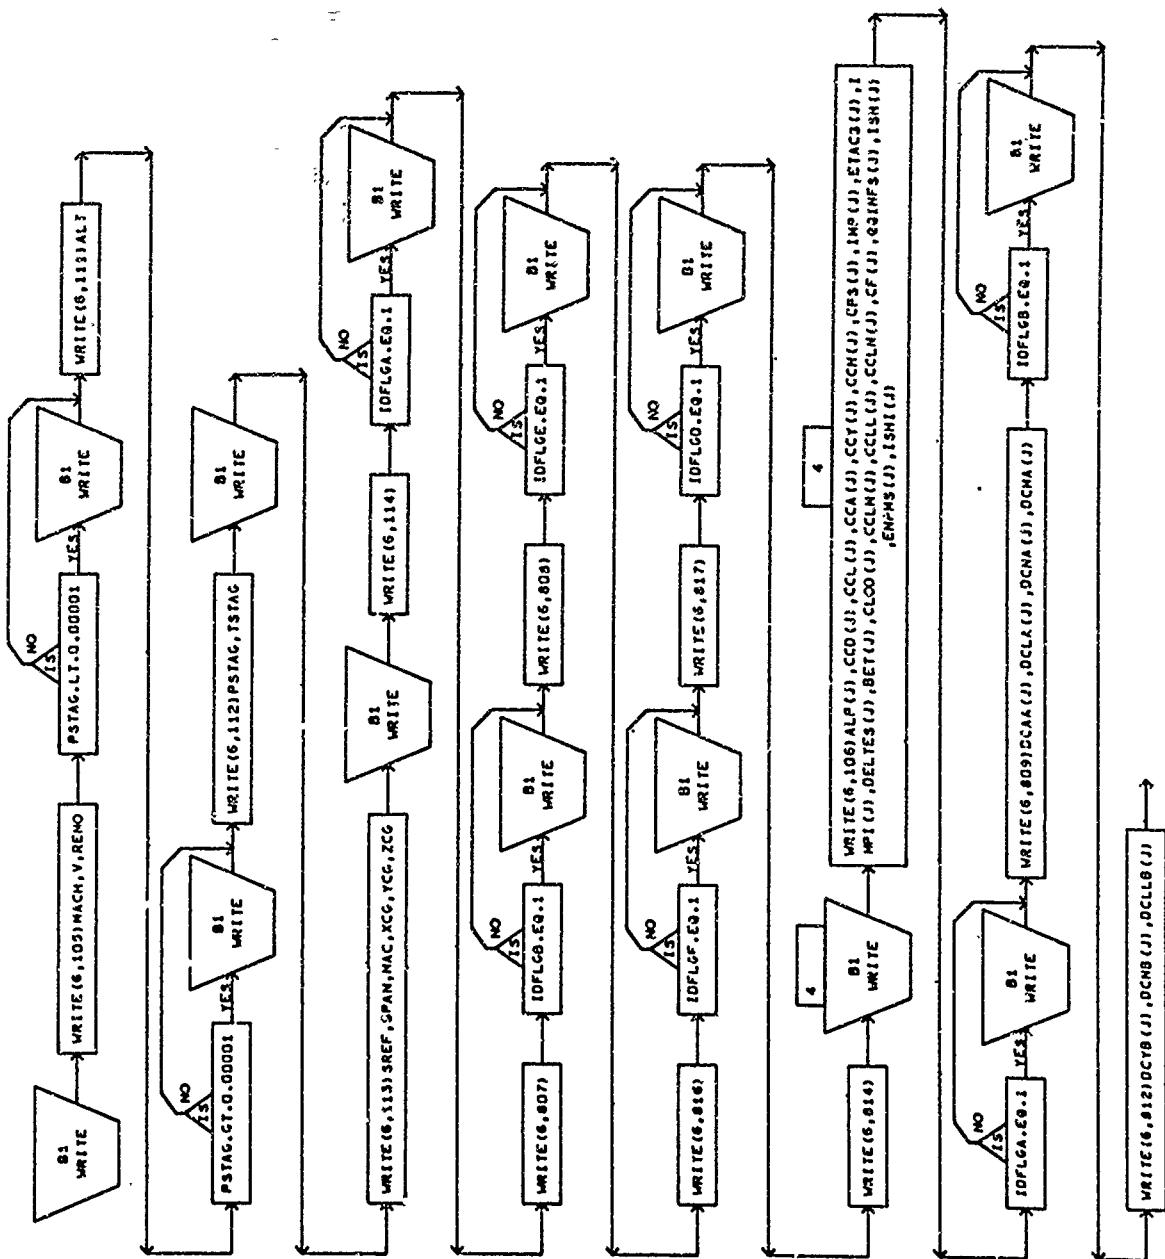 B1
WRITE
WRITE(6,105)MACH,V,RENO
NO
IS
PSTAG.LT.0.00001
YES
B1
WRITE
WRITE(6,111)ALT
NO
IS
PSTAG.GT.0.00001
YES
B1
WRITE
WRITE(6,112)PSTAG,TSTAG
B1
WRITE
WRITE(6,113)SREF,SPAN,MAC,XCG,YCG,ZCG
B1
WRITE
WRITE(6,114)
NO
IS
IDFLGA.EQ.1
YES
B1
WRITE
WRITE(6,807)
NO
IS
IDFLGB.EQ.1
YES
B1
WRITE
WRITE(6,808)
NO
IS
IDFLGE.EQ.1
YES
B1
WRITE
WRITE(6,816)
NO
IS
IDFLGF.EQ.1
YES
B1
WRITE
WRITE(6,817)
NO
IS
IDFLGD.EQ.1
YES
B1
WRITE
WRITE(6,814)
4
B1
WRITE
4
WRITE(6,106)ALP(J),CCD(J),CCL(J),CCA(J),CCY(J),CCN(J),CPS(J),INP(J),ETACS(J),I
MPI(J),DELTES(J),BET(J),CLOD(J),CCLM(J),CCLL(J),CCLN(J),CF(J),QQINFS(J),ISH(J)
,ENPMS(J),ISHI(J)
NO
IS
IDFLGA.EQ.1
YES
B1
WRITE
WRITE(6,809)DCAA(J),DCLA(J),DCNA(J),DCMA(J)
NO
IS
IDFLGB.EQ.1
YES
B1
WRITE
WRITE(6,812)DCYB(J),DCNB(J),DCLLB(J)